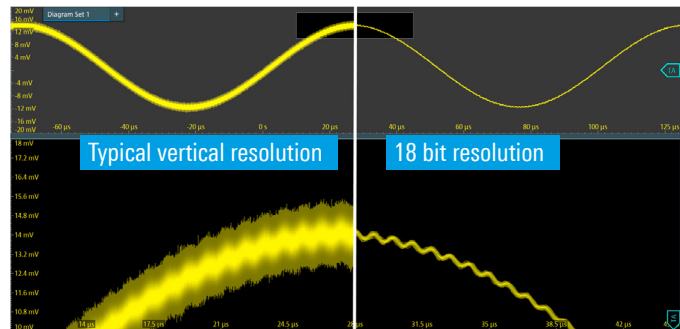 20 mV
Diagram Set 1 +
16 mV
12 mV
8 mV
4 mV
-4 mV
-8 mV
-12 mV
-16 mV
-20 mV
-60 µs -40 µs -20 µs 0 s 20 µs 40 µs 60 µs 80 µs 100 µs 125 µs
18 mV
Typical vertical resolution 18 bit resolution
17.2 mV
16.4 mV
15.6 mV
14.8 mV
14 mV
13.2 mV
12.4 mV
11.6 mV
10.8 mV
10 mV
14 µs 17.5 µs 21 µs 24.5 µs 28 31.5 µs 35 µs 38.5 µs 42 µs